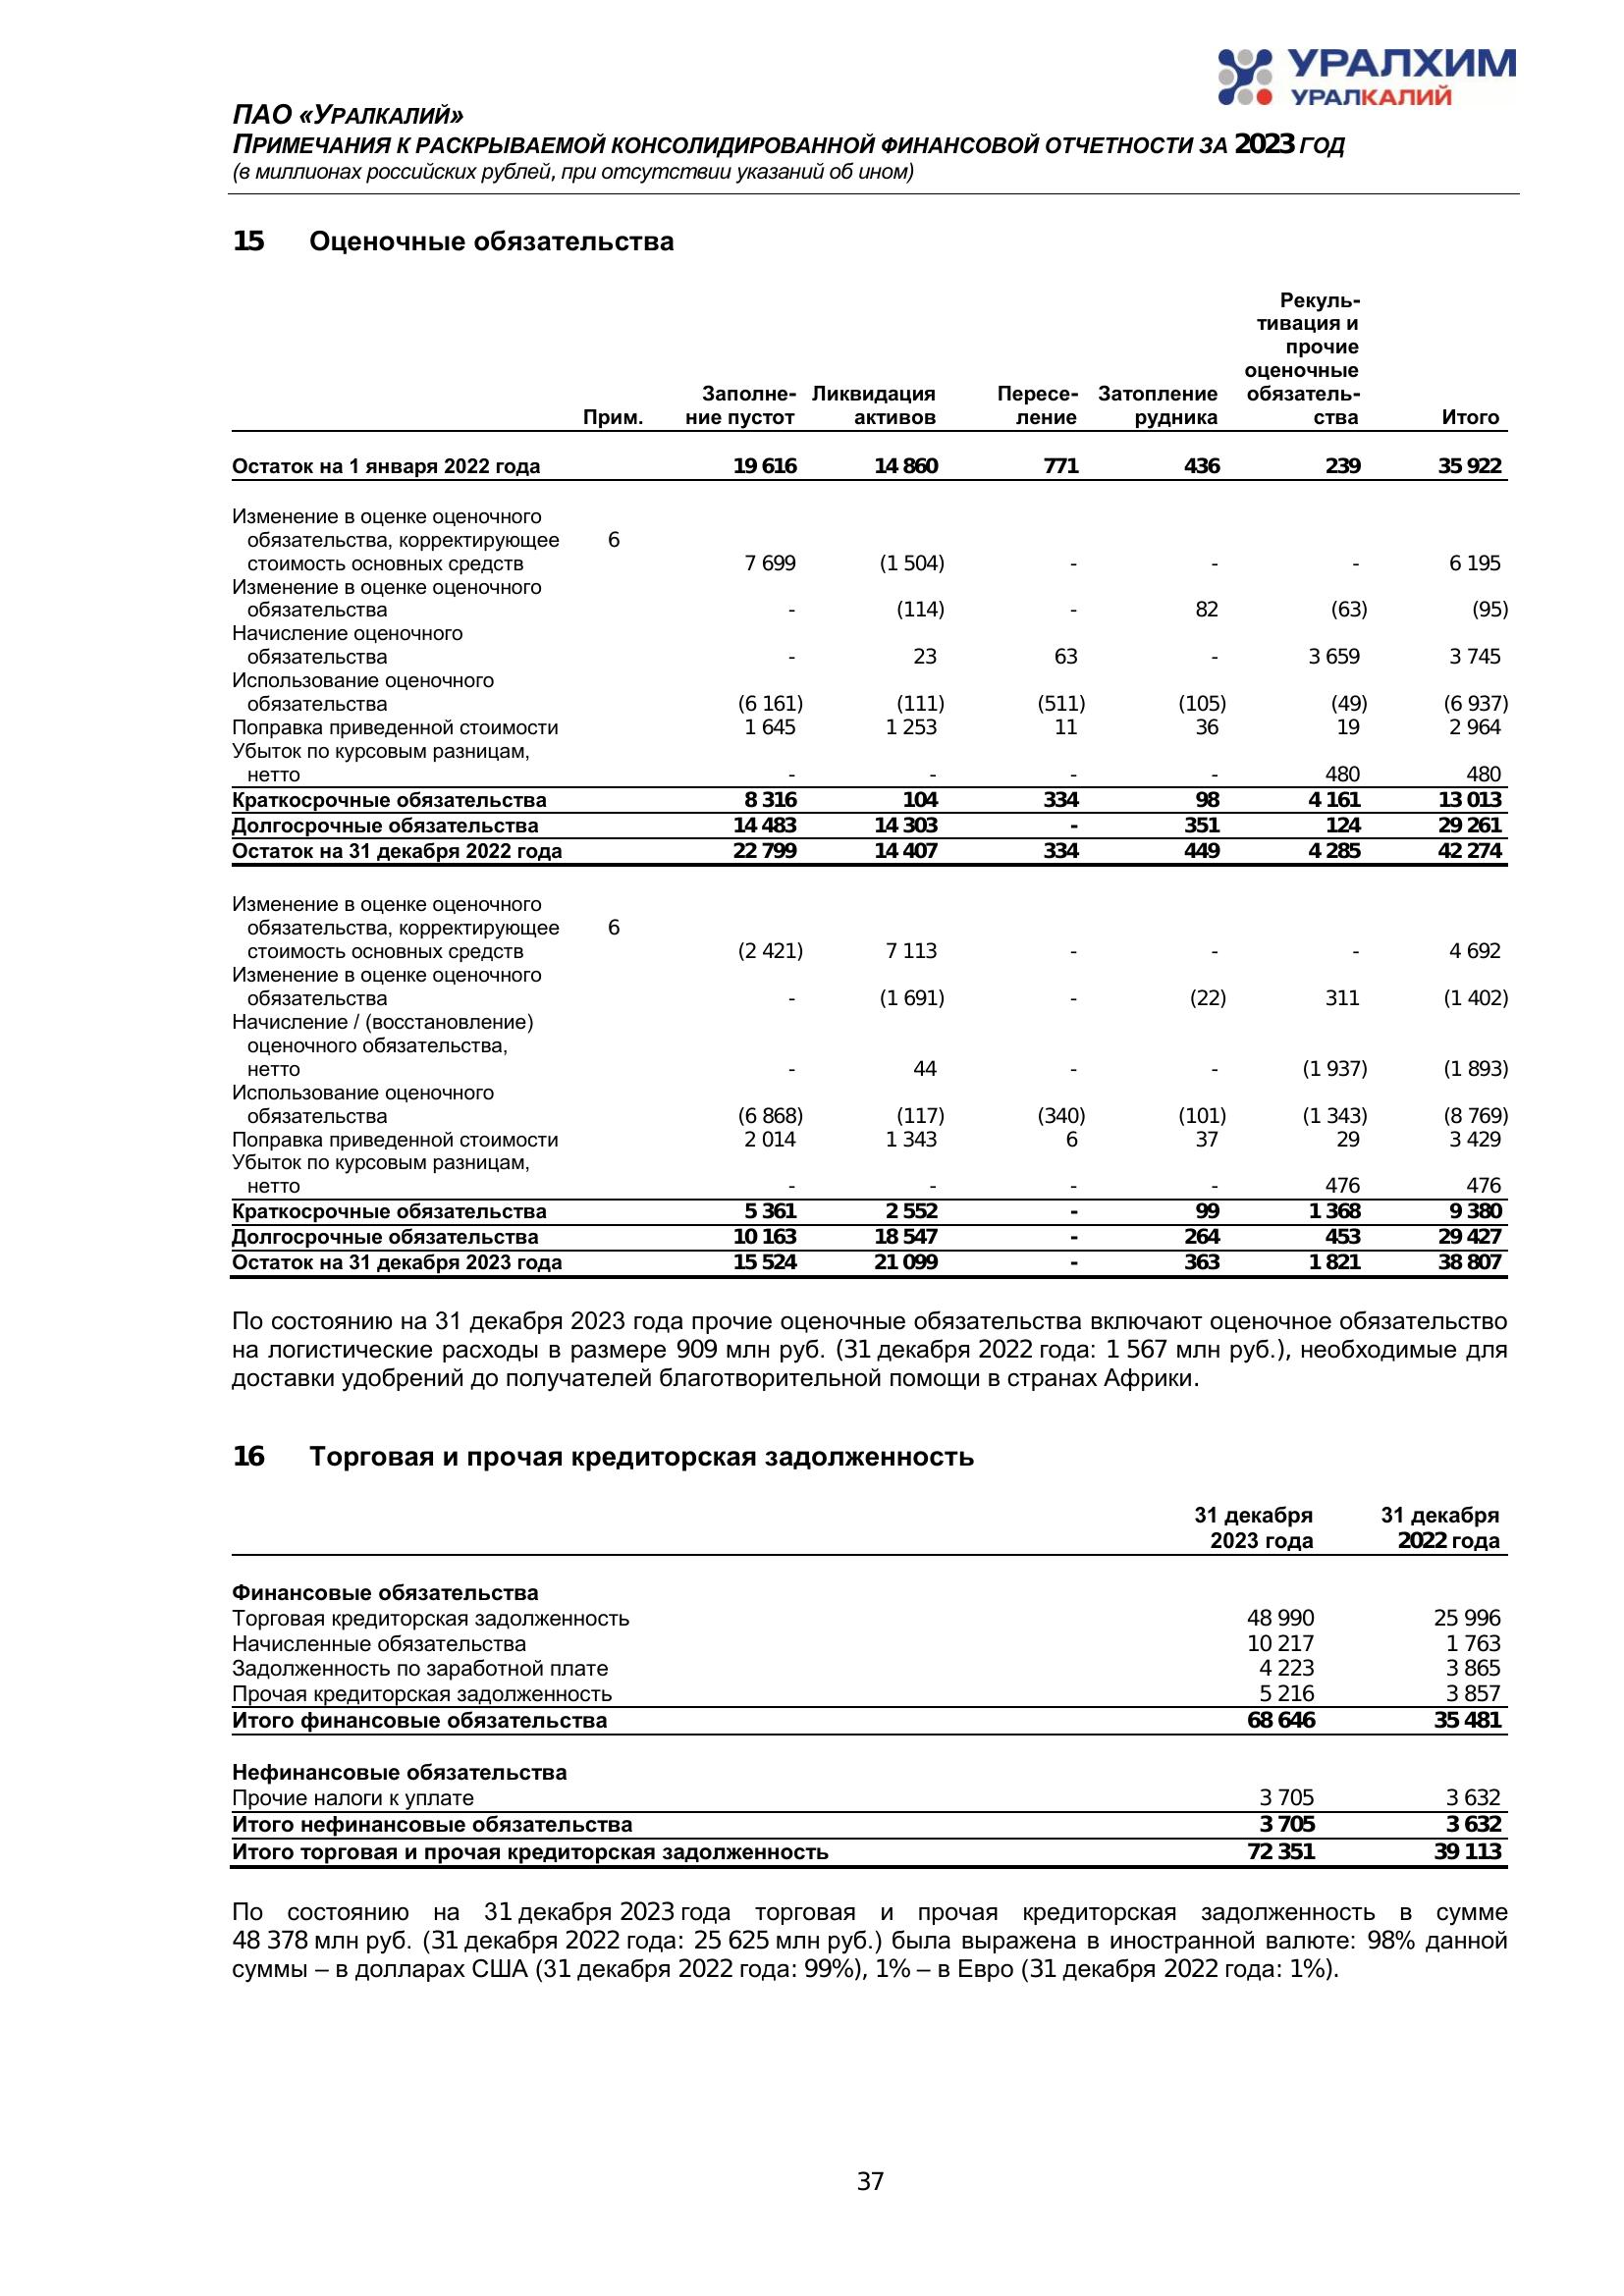 УРАЛХИМ
УРАЛКАЛИЙ
ПАО «УРАЛКАЛИЙ»
ПРИМЕЧАНИЯ К РАСКРЫВАЕМОЙ КОНСОЛИДИРОВАННОЙ ФИНАНСОВОЙ ОТЧЕТНОСТИ ЗА 2023 ГОД
(в миллионах российских рублей, при отсутствии указаний об ином)
15 Оценочные обязательства
Рекуль-
тивация и
прочие
оценочные
Заполне- Ликвидация Пересе- Затопление обязатель-
Прим. ние пустот активов ление рудника ства Итого
Остаток на 1 января 2022 года 19 616 14 860 771 436 239 35 922
Изменение в оценке оценочного
обязательства, корректирующее 6
стоимость основных средств 7 699 (1 504) - - - 6 195
Изменение в оценке оценочного
обязательства - (114) - 82 (63) (95)
Начисление оценочного
обязательства - 23 63 - 3 659 3 745
Использование оценочного
обязательства (6 161) (111) (511) (105) (49) (6 937)
Поправка приведенной стоимости 1 645 1 253 11 36 19 2 964
Убыток по курсовым разницам,
нетто - - - - 480 480
Краткосрочные обязательства 8 316 104 334 98 4 161 13 013
Долгосрочные обязательства 14 483 14 303 - 351 124 29 261
Остаток на 31 декабря 2022 года 22 799 14 407 334 449 4 285 42 274
Изменение в оценке оценочного
обязательства, корректирующее 6
стоимость основных средств (2 421) 7 113 - - - 4 692
Изменение в оценке оценочного
обязательства - (1 691) - (22) 311 (1 402)
Начисление / (восстановление)
оценочного обязательства,
нетто - 44 - - (1 937) (1 893)
Использование оценочного
обязательства (6 868) (117) (340) (101) (1 343) (8 769)
Поправка приведенной стоимости 2 014 1 343 6 37 29 3 429
Убыток по курсовым разницам,
нетто - - - - 476 476
Краткосрочные обязательства 5 361 2 552 - 99 1 368 9 380
Долгосрочные обязательства 10 163 18 547 - 264 453 29 427
Остаток на 31 декабря 2023 года 15 524 21 099 - 363 1 821 38 807
По состоянию на 31 декабря 2023 года прочие оценочные обязательства включают оценочное обязательство
на логистические расходы в размере 909 млн руб. (31 декабря 2022 года: 1 567 млн руб.), необходимые для
доставки удобрений до получателей благотворительной помощи в странах Африки.
16 Торговая и прочая кредиторская задолженность
31 декабря 31 декабря
2023 года 2022 года
Финансовые обязательства
Торговая кредиторская задолженность 48 990 25 996
Начисленные обязательства 10 217 1 763
Задолженность по заработной плате 4 223 3 865
Прочая кредиторская задолженность 5 216 3 857
Итого финансовые обязательства 68 646 35 481
Нефинансовые обязательства
Прочие налоги к уплате 3 705 3 632
Итого нефинансовые обязательства 3 705 3 632
Итого торговая и прочая кредиторская задолженность 72 351 39 113
По состоянию на 31 декабря 2023 года торговая и прочая кредиторская задолженность в сумме
48 378 млн руб. (31 декабря 2022 года: 25 625 млн руб.) была выражена в иностранной валюте: 98% данной
суммы – в долларах США (31 декабря 2022 года: 99%), 1% – в Евро (31 декабря 2022 года: 1%).
37